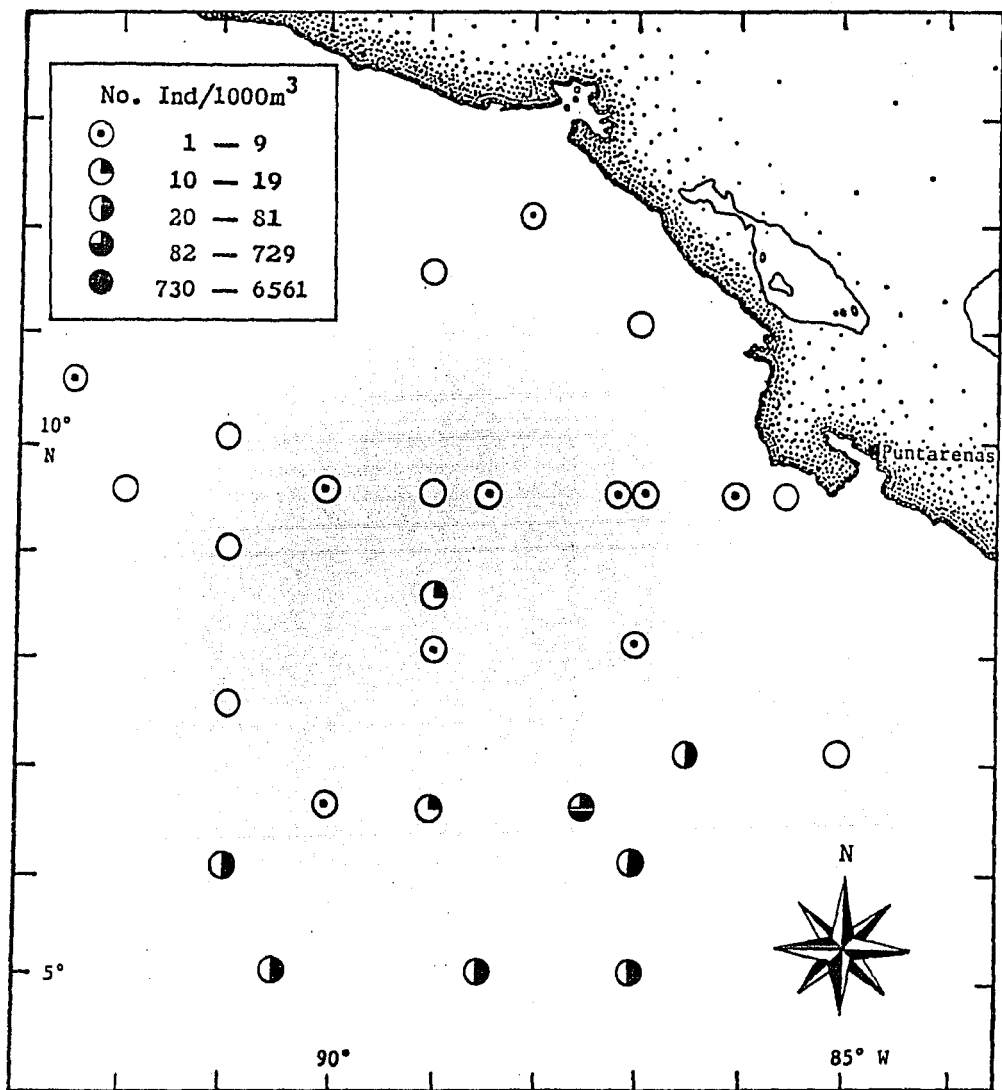 No. Ind/1000m³
1 — 9
10 — 19
20 — 81
82 — 729
730 — 6561
10°
N
Puntarenas
N
5°
90°
85° W